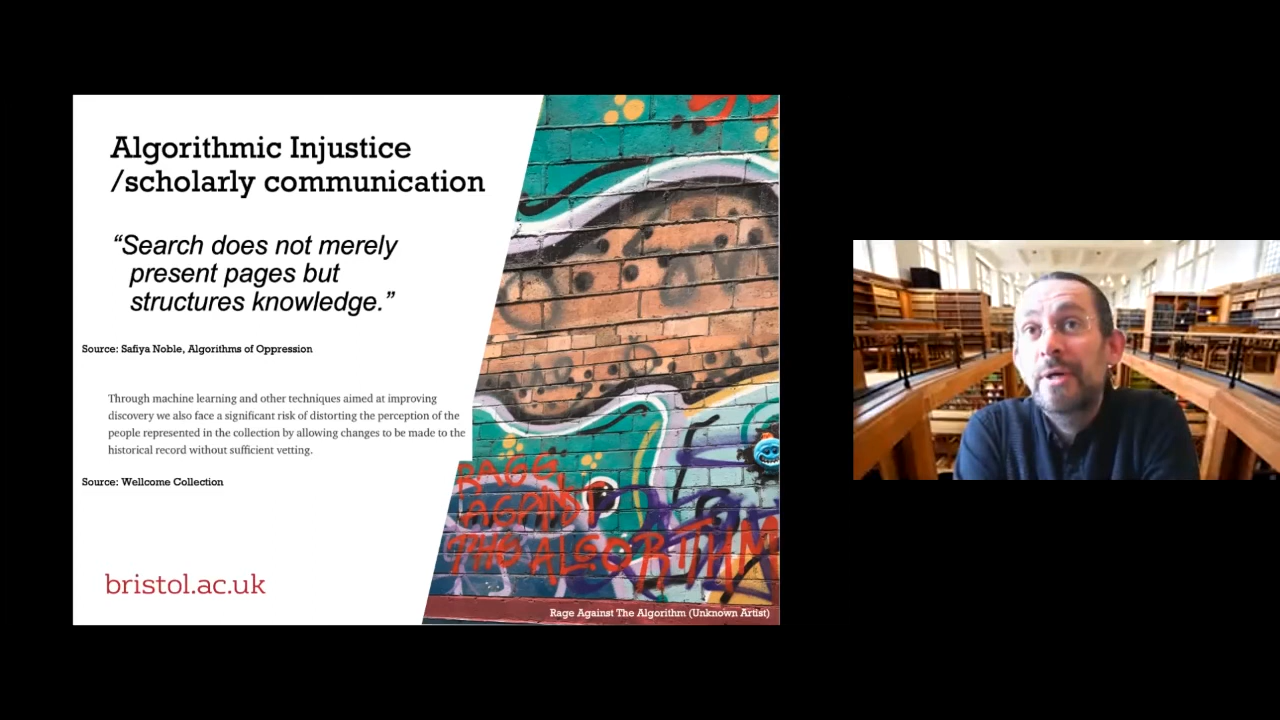 Algorithmic Injustice
/scholarly communication
“Search does not merely
present pages but
structures knowledge.”
Source: Safiya Noble, Algorithms of Oppression
Through machine learning and other techniques aimed at improving
discovery we also face a significant risk of distorting the perception of the
people represented in the collection by allowing changes to be made to the
historical record without sufficient vetting.
Source: Wellcome Collection
bristol.ac.uk
RAGE
AGAINST
THE ALGORITHM
Rage Against The Algorithm (Unknown Artist)